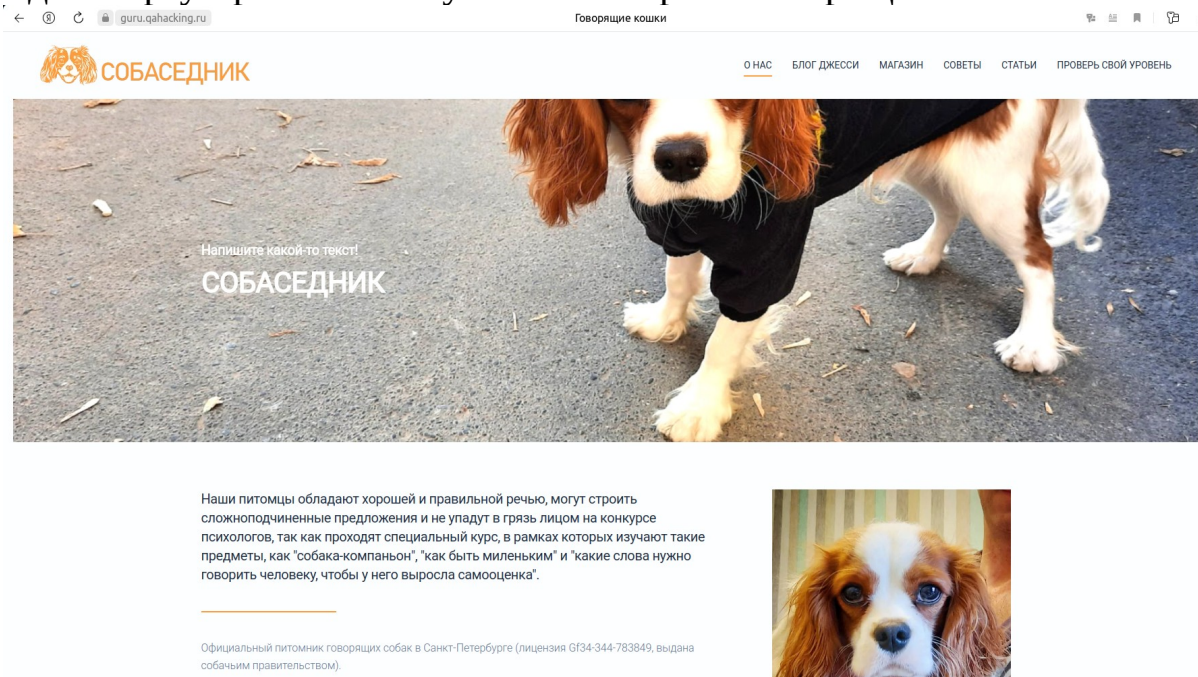 guru.qahacking.ru
Говорящие кошки
СОБАСЕДНИК
О НАС
БЛОГ ДЖЕССИ
МАГАЗИН
СОВЕТЫ
СТАТЬИ
ПРОВЕРЬ СВОЙ УРОВЕНЬ
Напишите какой-то текст!
СОБАСЕДНИК
Наши питомцы обладают хорошей и правильной речью, могут строить
сложноподчиненные предложения и не упадут в грязь лицом на конкурсе
психологов, так как проходят специальный курс, в рамках которых изучают такие
предметы, как "собака-компаньон", "как быть миленьким" и "какие слова нужно
говорить человеку, чтобы у него выросла самооценка".
Официальный питомник говорящих собак в Санкт-Петербурге (лицензия Gf34-344-783849, выдана
собачьим правительством).